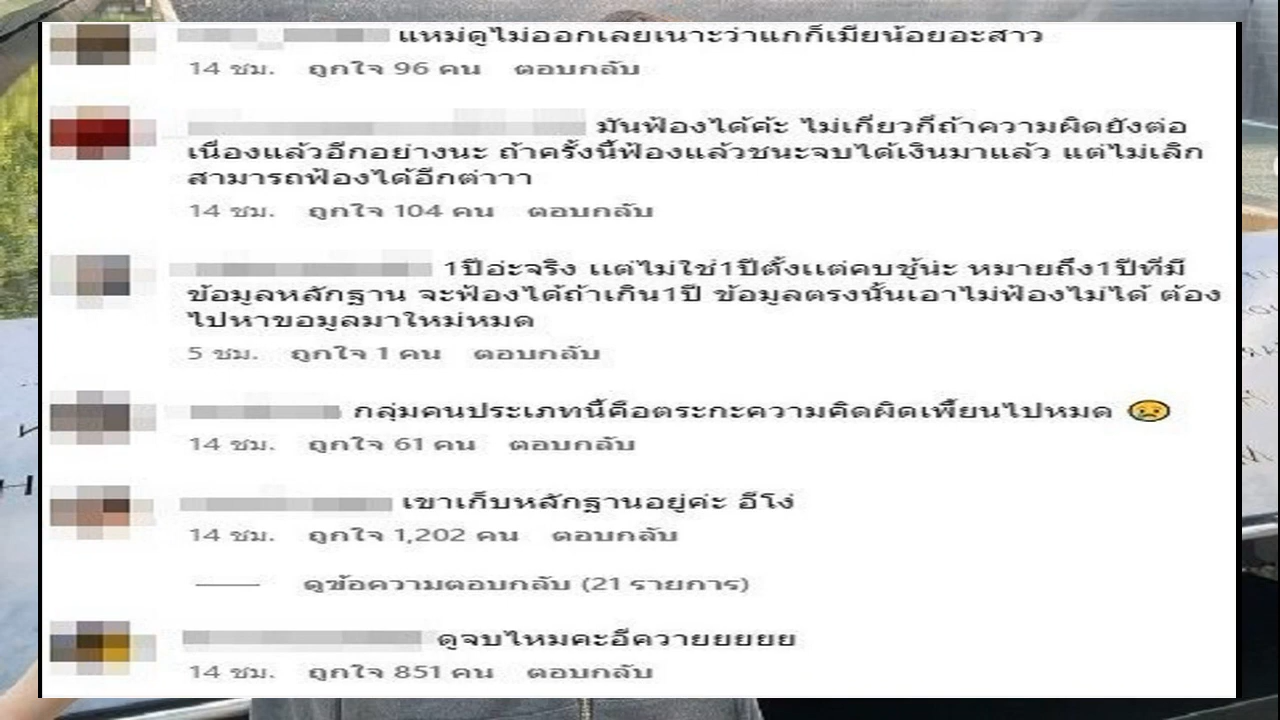 แหม่ดูไม่ออกเลยเนาะว่าแกก็เมียน้อยอะสาว
14 ชม. ถูกใจ 96 คน ตอบกลับ
มันฟ้องได้ค้ะ ไม่เกี่ยวกีถ้าความผิดยังต่อ
เนื่องแล้วอีกอย่างนะ ถ้าครั้งนี้ฟ้องแล้วชนะจบได้เงินมาแล้ว แต่ไม่เลิก
สามารถฟ้องได้อีกต่าาา
14 ชม. ถูกใจ 104 คน ตอบกลับ
1ปีอ่ะจริง แต่ไม่ใช่1ปีตั้งแต่คบชู้น่ะ หมายถึง1ปีที่มี
ข้อมูลหลักฐาน จะฟ้องได้ถ้าเกิน1ปี ข้อมูลตรงนั้นเอาไม่ฟ้องไม่ได้ ต้อง
ไปหาขอมูลมาใหม่หมด
5 ชม. ถูกใจ 1 คน ตอบกลับ
กลุ่มคนประเภทนี้คือตระกะความคิดผิดเพี้ยนไปหมด 😢
14 ชม. ถูกใจ 61 คน ตอบกลับ
เขาเก็บหลักฐานอยู่ค่ะ อีโง่
14 ชม. ถูกใจ 1,202 คน ตอบกลับ
ดูข้อความตอบกลับ (21 รายการ)
ดูจบไหมคะอีควายยยยย
14 ชม. ถูกใจ 851 คน ตอบกลับ